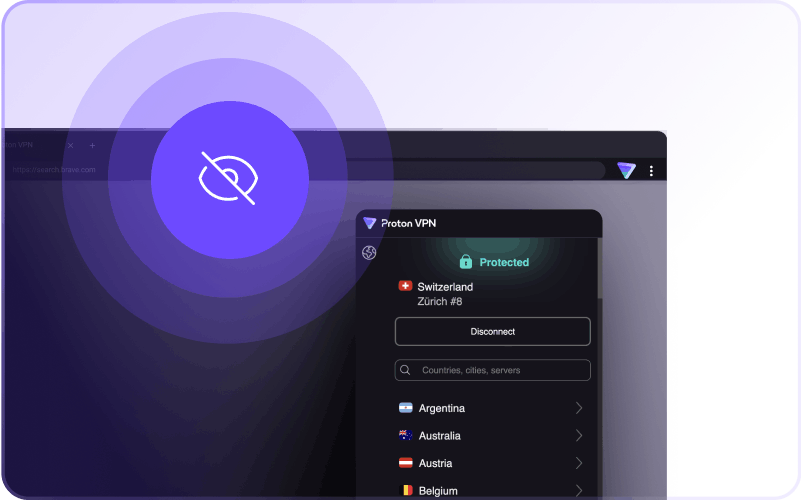 ton VPN
https://search.brave.com
Proton VPN
Protected
Switzerland
Zürich #8
Disconnect
Countries, cities, servers
Argentina
Australia
Austria
Belgium